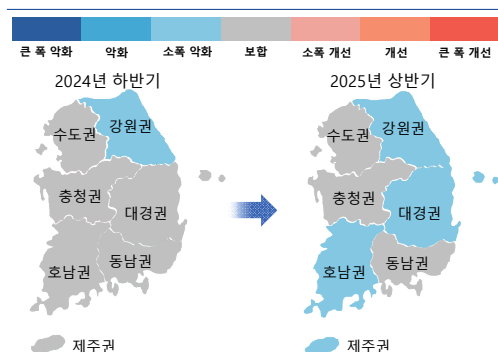 큰 폭 악화 악화 소폭 악화 보합 소폭 개선 개선 큰 폭 개선
2024년 하반기 2025년 상반기
수도권 강원권 수도권 강원권
충청권 대경권 충청권 대경권
호남권 동남권 호남권 동남권
제주권 제주권